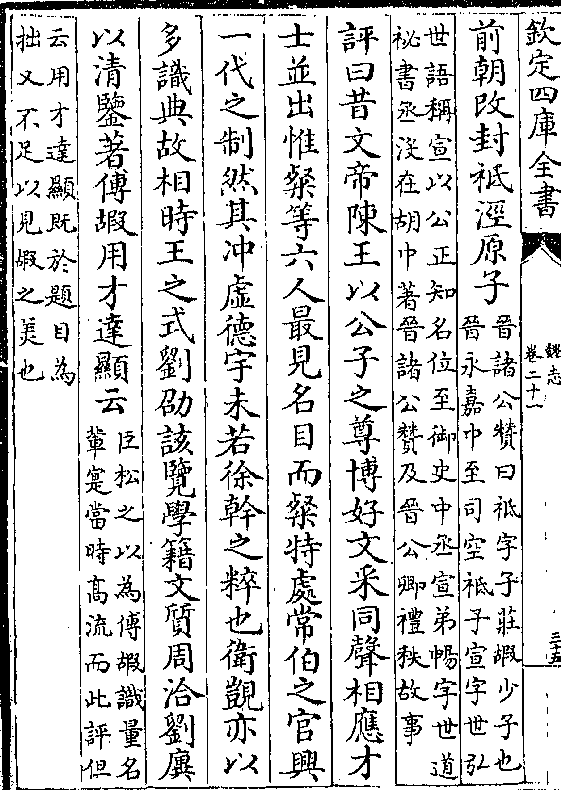 欽定四庫全書
魏志
卷二十一
三十五
前朝改封祗涇原子
晉諸公贊曰祗字子莊嘏少子也
晉永嘉中至司空祗子宣字世弘
世語稱宣以公正知名位至御史中丞宣弟暢字世道
祕書丞沒在胡中著晉諸公贊及晉公卿禮秩故事
評曰昔文帝陳王以公子之尊博好文采同聲相應才
士並出惟粲等六人最見名目而粲特處常伯之官興
一代之制然其冲虛德宇未若徐幹之粹也衛覬亦以
多識典故相時王之式劉劭該覽學籍文質周洽劉廙
以清鑒著傅嘏用才達顯云
臣松之以為傅嘏識量名
輩寔當時高流而此評但
云用才達顯既於題目為
拙又不足以見嘏之美也